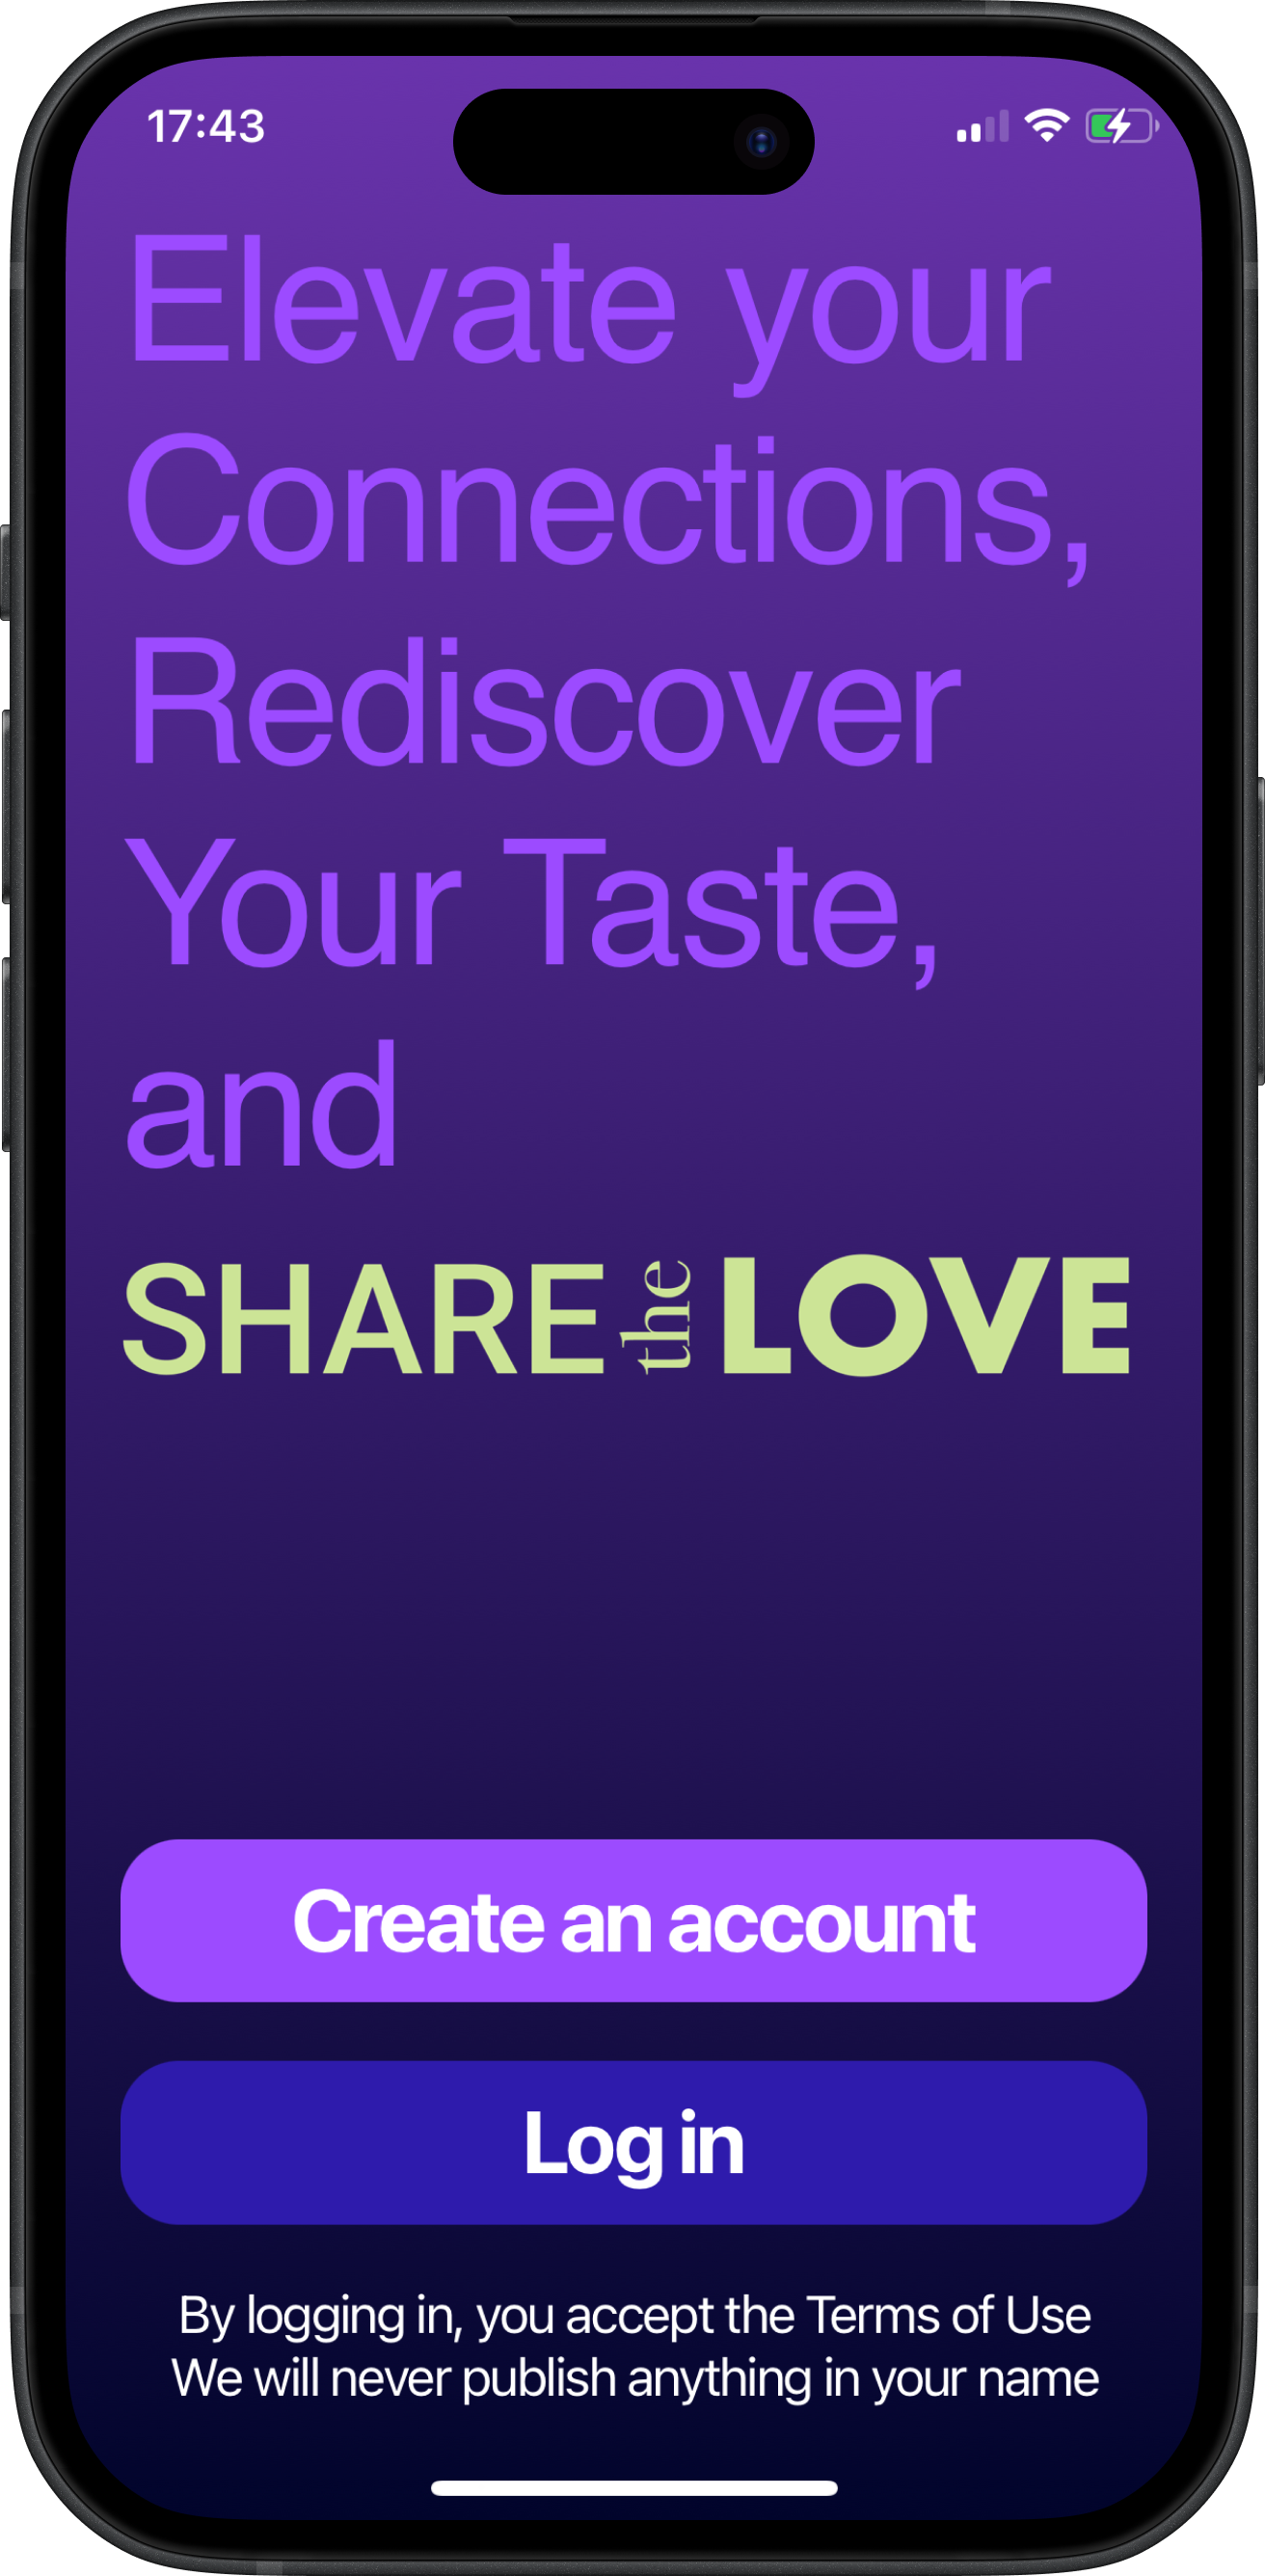 17:43
Elevate your
Connections,
Rediscover
Your Taste,
and
SHARE the LOVE
Create an account
Log in
By logging in, you accept the Terms of Use
We will never publish anything in your name